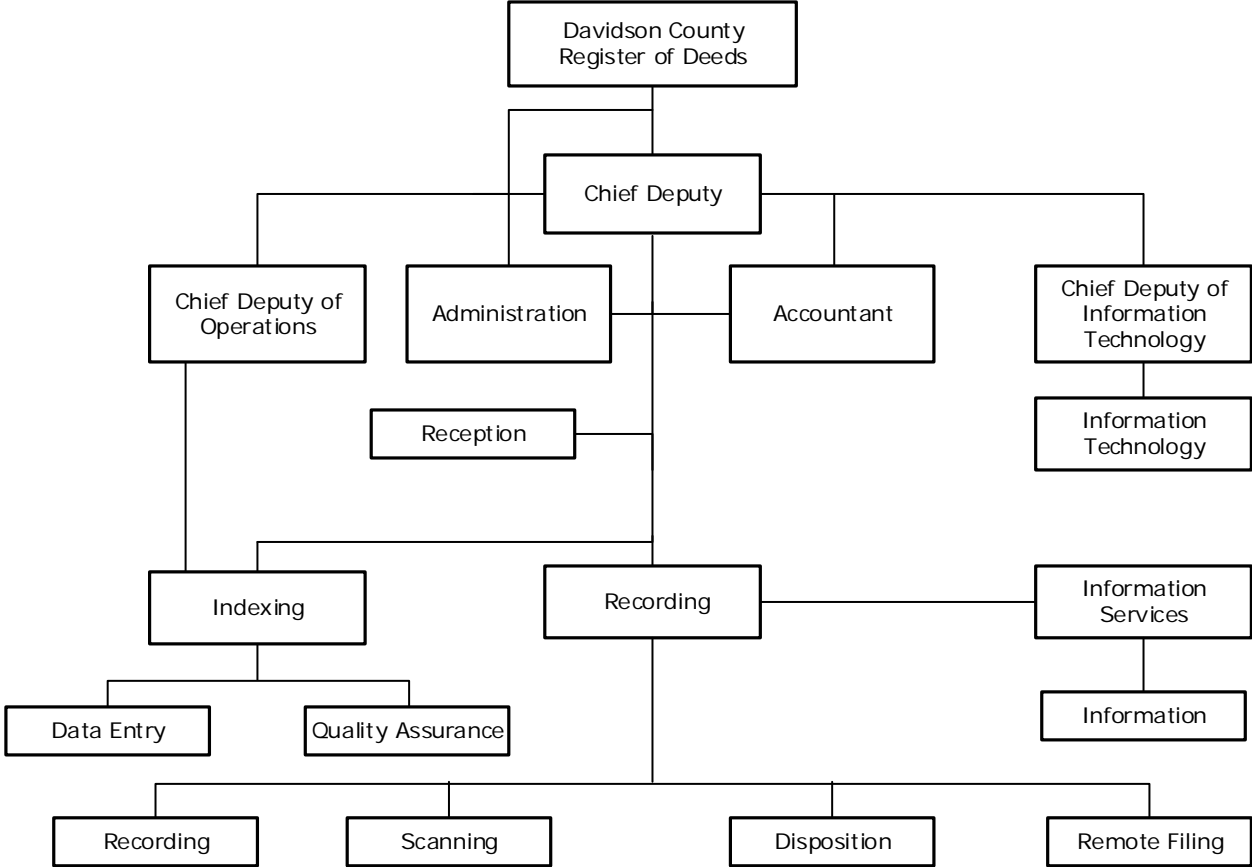 Davidson County
Register of Deeds
Chief Deputy
Chief Deputy of
Operations
Administration
Accountant
Chief Deputy of
Information
Technology
Reception
Information
Technology
Indexing
Recording
Information
Services
Data Entry
Quality Assurance
Information
Recording
Scanning
Disposition
Remote Filing